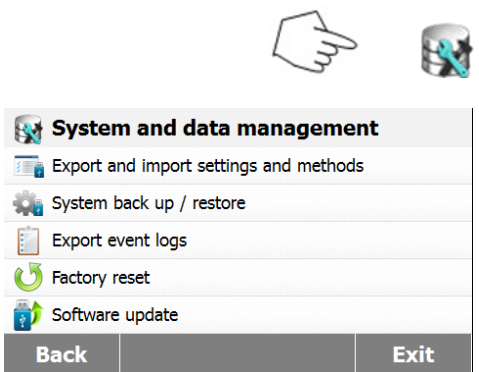 System and data management
Export and import settings and methods
System back up / restore
Export event logs
Factory reset
Software update
Back Exit